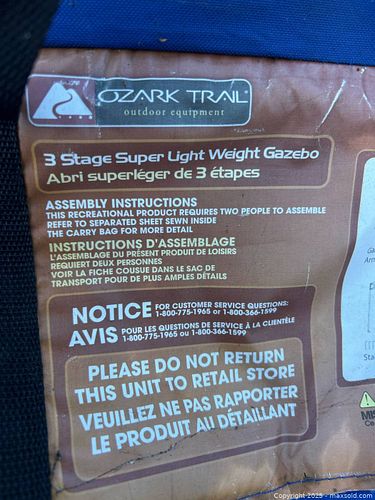 OZARK TRAIL
outdoor equipment
3 Stage Super Light Weight Gazebo
Abri superléger de 3 étapes
ASSEMBLY INSTRUCTIONS
THIS RECREATIONAL PRODUCT REQUIRES TWO PEOPLE TO ASSEMBLE
REFER TO SEPARATED SHEET SEWN INSIDE
THE CARRY BAG FOR MORE DETAIL
INSTRUCTIONS D'ASSEMBLAGE
L'ASSEMBLAGE DU PRÉSENT PRODUIT DE LOISIRS
REQUIERT DEUX PERSONNES
VOIR LA FICHE COUSUE DANS LE SAC DE
TRANSPORT POUR DE PLUS AMPLES DÉTAILS
NOTICE FOR CUSTOMER SERVICE QUESTIONS:
1-800-775-1965 or 1-800-366-1599
AVIS POUR LES QUESTIONS DE SERVICE À LA CLIENTÈLE
1-800-775-1965 or 1-800-366-1599
PLEASE DO NOT RETURN
THIS UNIT TO RETAIL STORE
VEUILLEZ NE PAS RAPPORTER
LE PRODUIT AU DÉTAILLANT
Copyright 2025 - maxsold.com